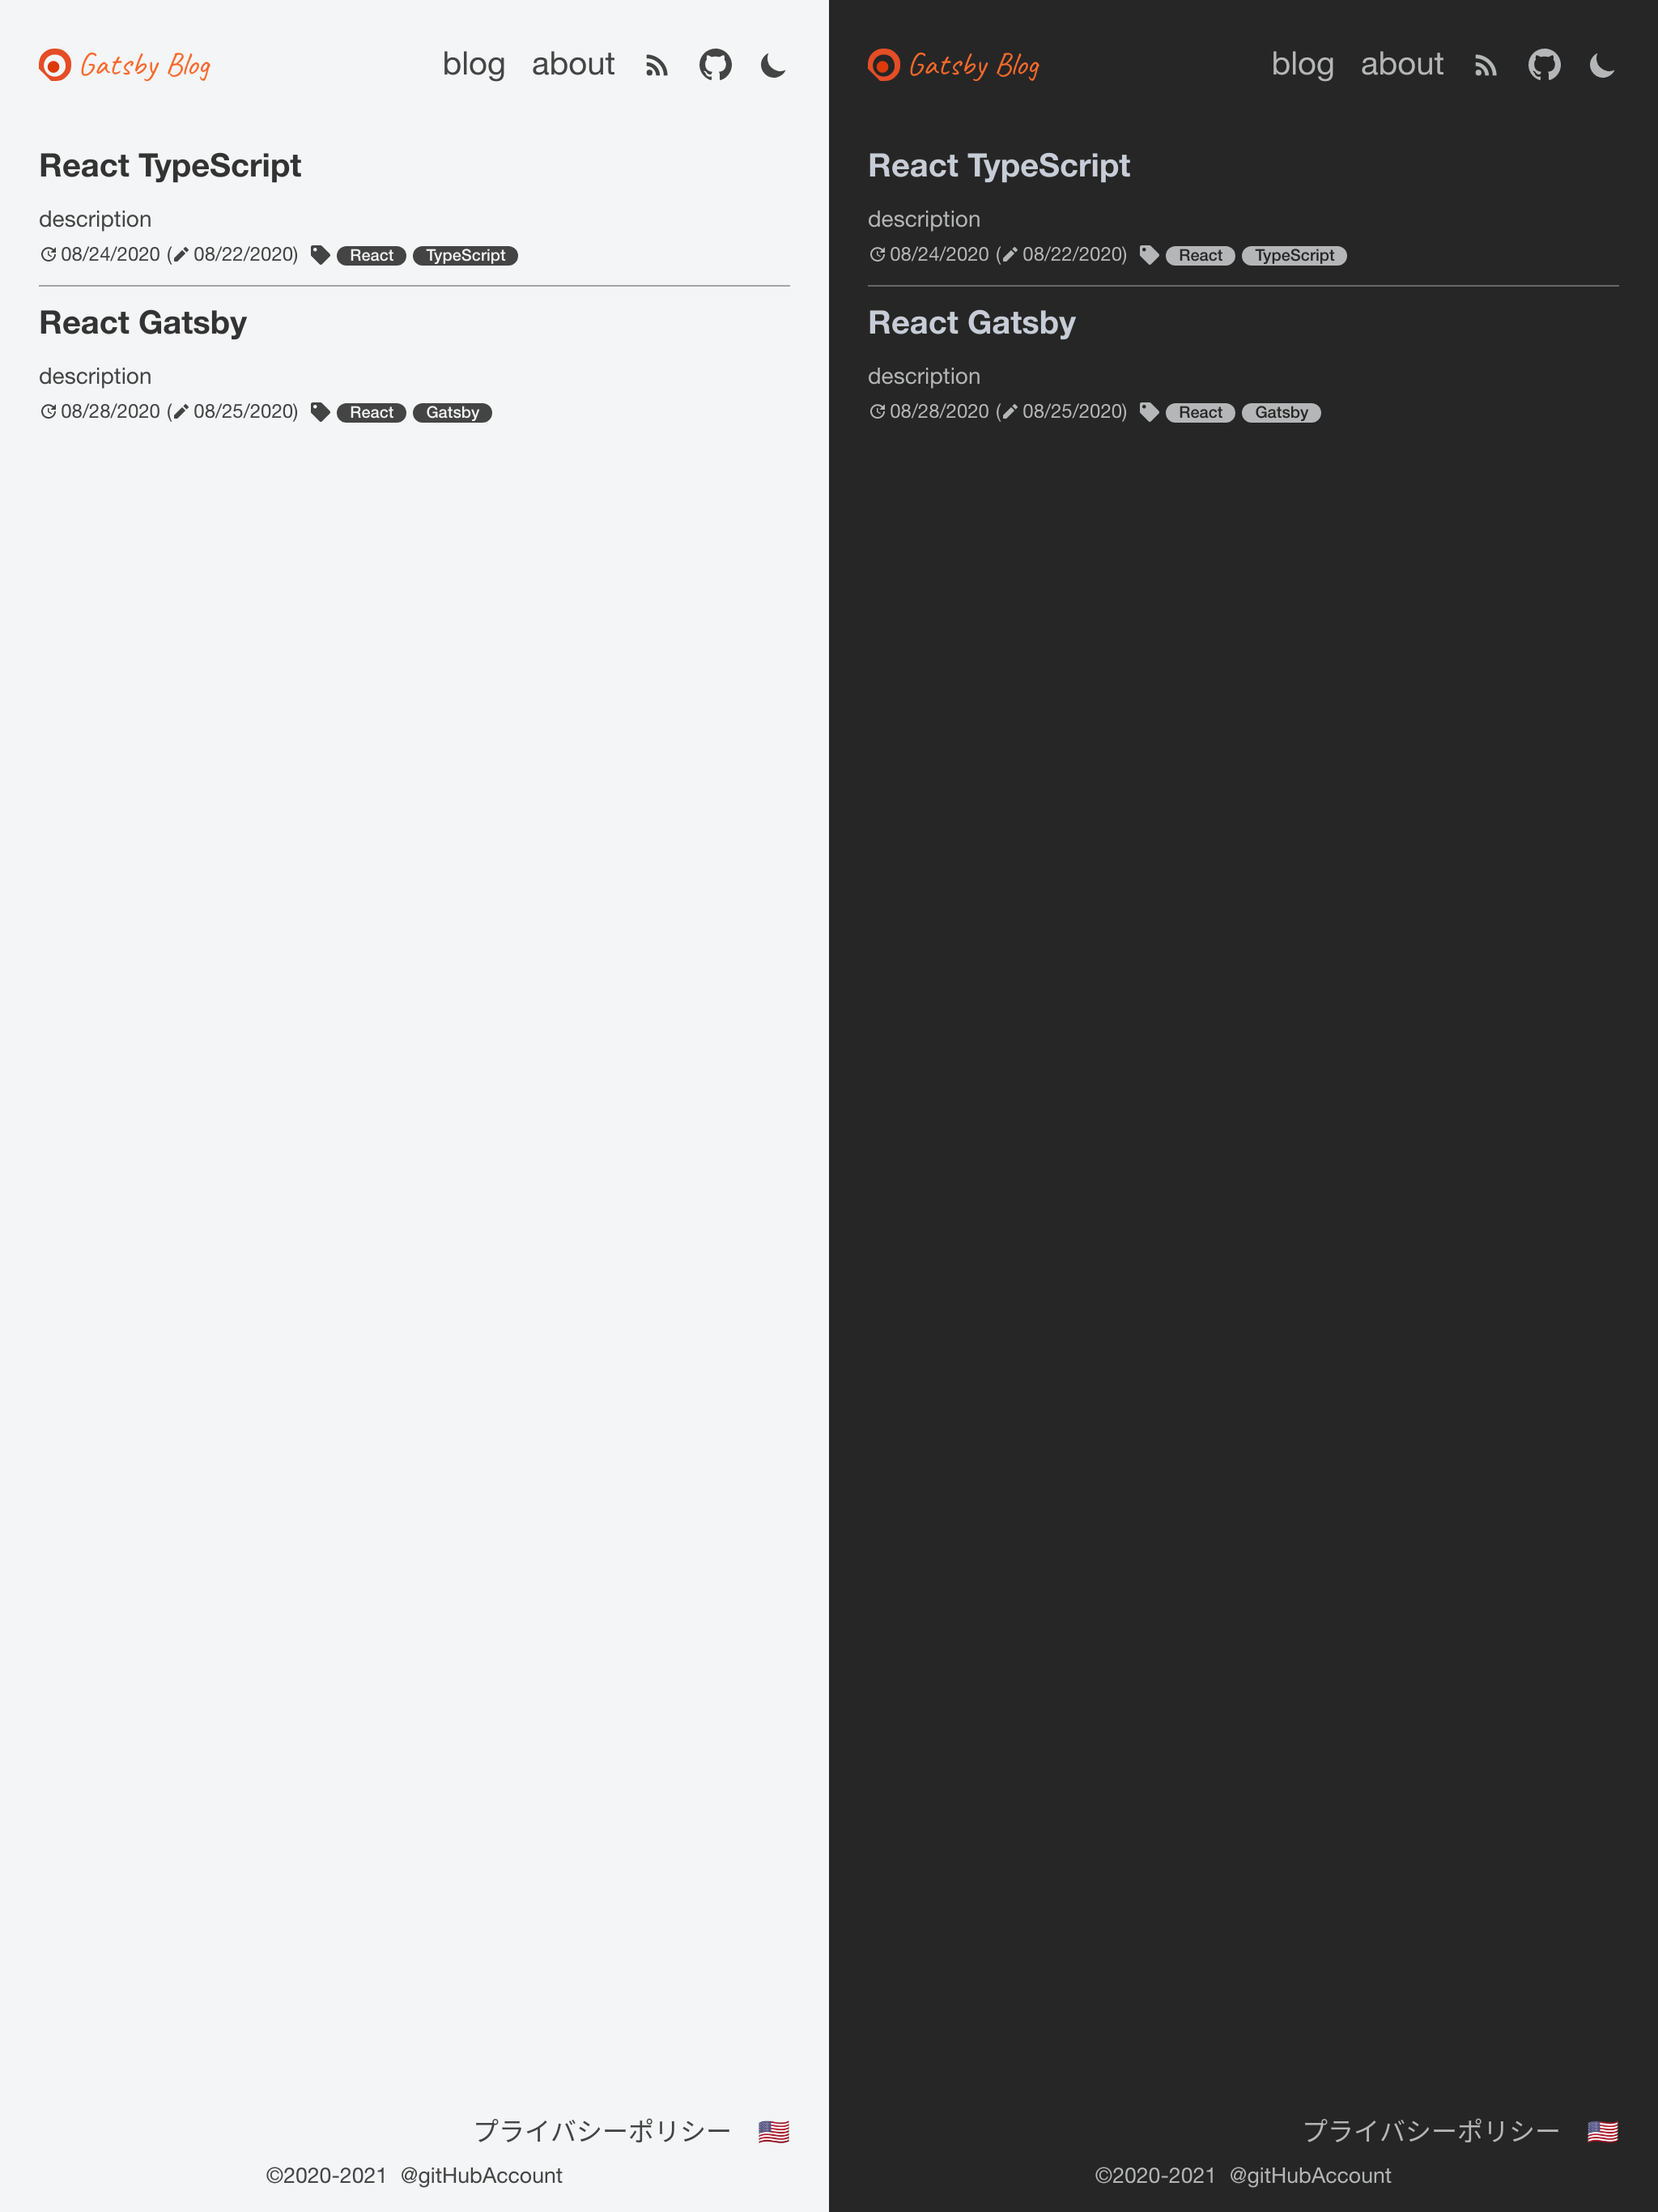 Gatsby Blog blog about
React TypeScript
description
08/24/2020 ( 08/22/2020) React TypeScript
React Gatsby
description
08/28/2020 ( 08/25/2020) React Gatsby
プライバシーポリシー 🇺🇸
©2020-2021 @gitHubAccount
Gatsby Blog blog about
React TypeScript
description
08/24/2020 ( 08/22/2020) React TypeScript
React Gatsby
description
08/28/2020 ( 08/25/2020) React Gatsby
プライバシーポリシー 🇺🇸
©2020-2021 @gitHubAccount